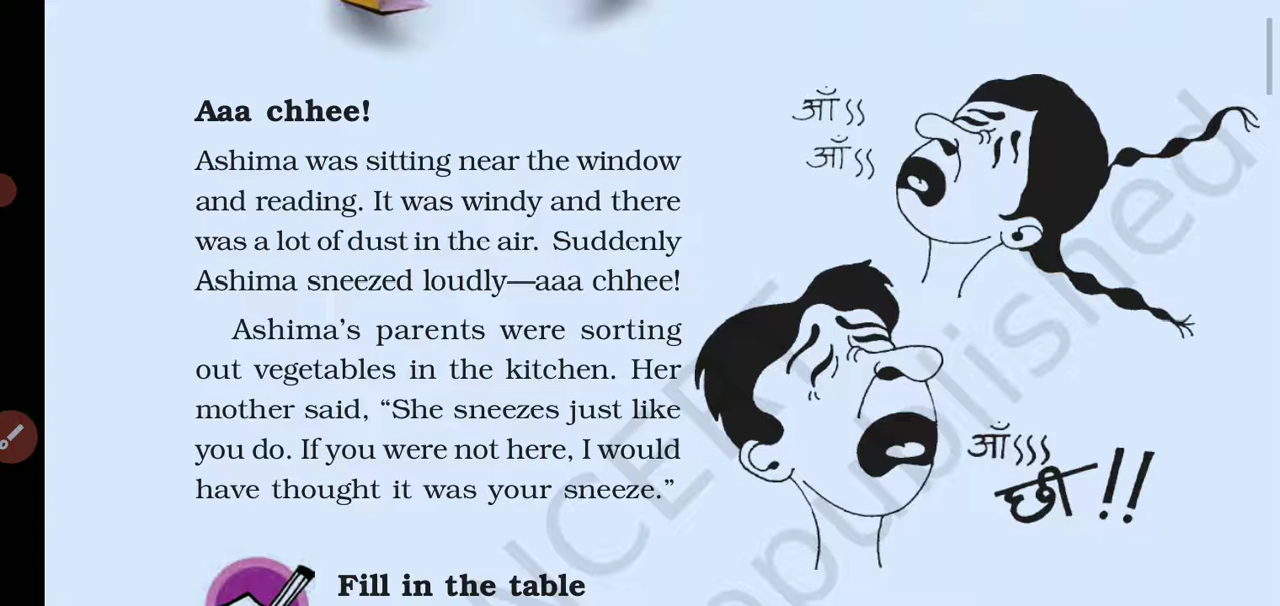 Aaa chhee!
Ashima was sitting near the window
and reading. It was windy and there
was a lot of dust in the air. Suddenly
Ashima sneezed loudly—aaa chhee!
Ashima's parents were sorting
out vegetables in the kitchen. Her
mother said, “She sneezes just like
you do. If you were not here, I would
have thought it was your sneeze.”
Fill in the table
आँ ऽऽ
आँ ऽऽ
आँ ऽऽऽ
छीं !!
NCERT
republished